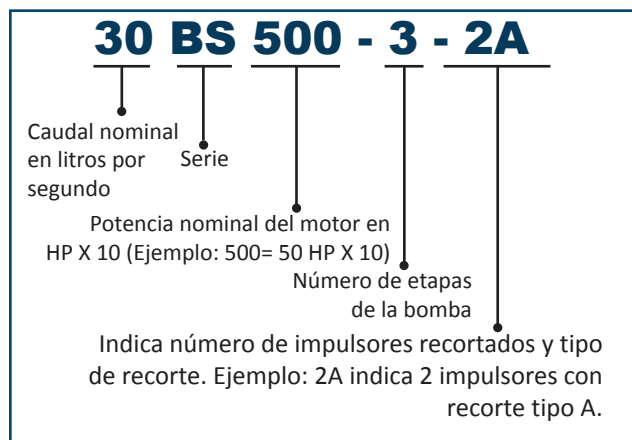 30 BS 500 - 3 - 2A
Caudal nominal
en litros por
segundo
Serie
Potencia nominal del motor en
HP X 10 (Ejemplo: 500= 50 HP X 10)
Número de etapas
de la bomba
Indica número de impulsores recortados y tipo
de recorte. Ejemplo: 2A indica 2 impulsores con
recorte tipo A.